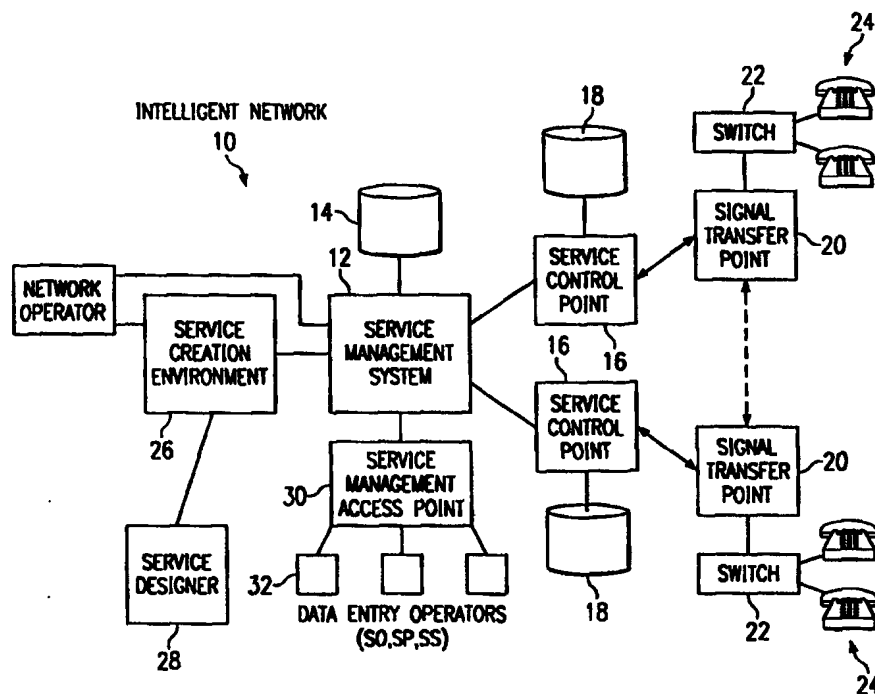 INTELLIGENT NETWORK
10
14
12
18
22
24
SWITCH
SIGNAL
TRANSFER
POINT
20
SERVICE
CONTROL
POINT
16
NETWORK
OPERATOR
SERVICE
CREATION
ENVIRONMENT
26
SERVICE
MANAGEMENT
SYSTEM
16
SERVICE
CONTROL
POINT
18
SIGNAL
TRANSFER
POINT
20
SERVICE
MANAGEMENT
ACCESS POINT
30
SERVICE
DESIGNER
28
32
DATA ENTRY OPERATORS
(SO,SP,SS)
SWITCH
22
24